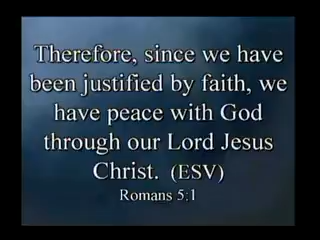 Therefore, since we have
been justified by faith, we
have peace with God
through our Lord Jesus
Christ. (ESV)
Romans 5:1